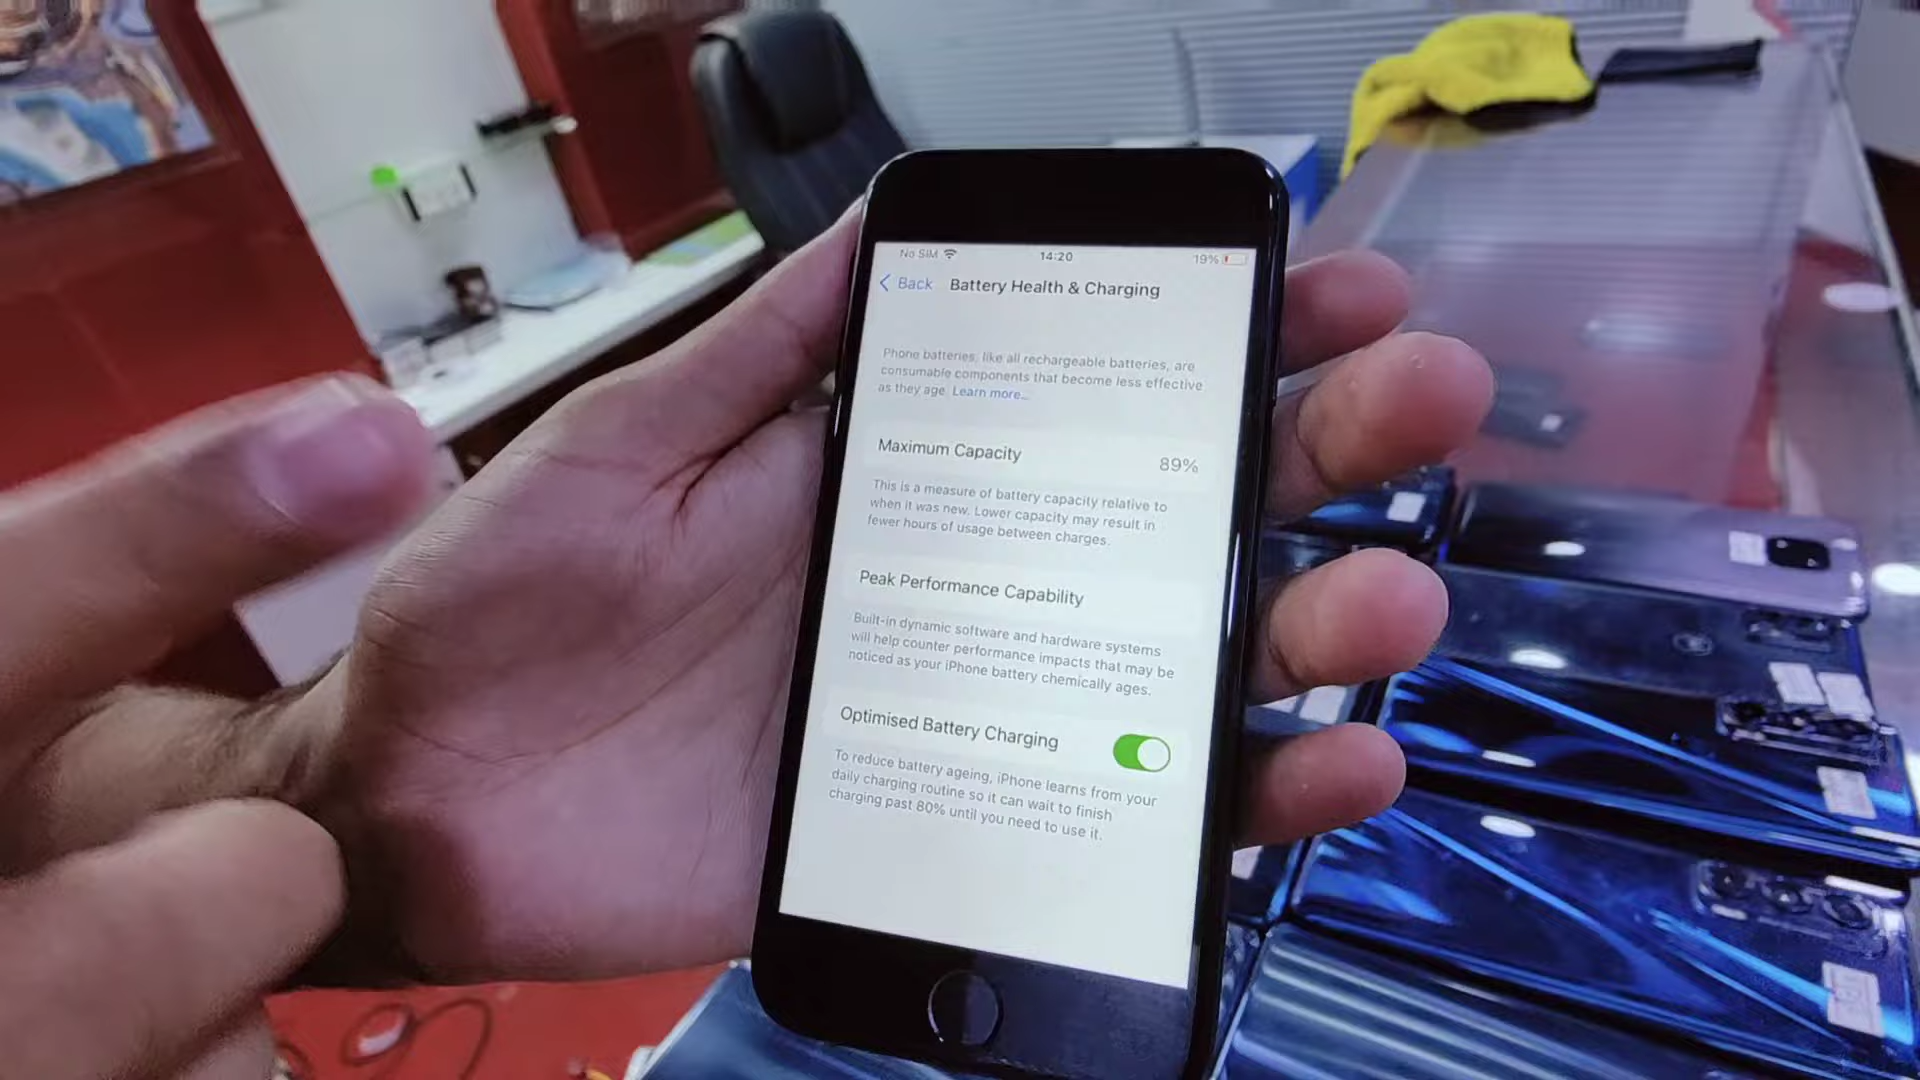 No SIM 14:20 19%
Back Battery Health & Charging
Phone batteries, like all rechargeable batteries, are
consumable components that become less effective
as they age. Learn more...
Maximum Capacity 89%
This is a measure of battery capacity relative to
when it was new. Lower capacity may result in
fewer hours of usage between charges.
Peak Performance Capability
Built-in dynamic software and hardware systems
will help counter performance impacts that may be
noticed as your iPhone battery chemically ages.
Optimised Battery Charging
To reduce battery ageing, iPhone learns from your
daily charging routine so it can wait to finish
charging past 80% until you need to use it.